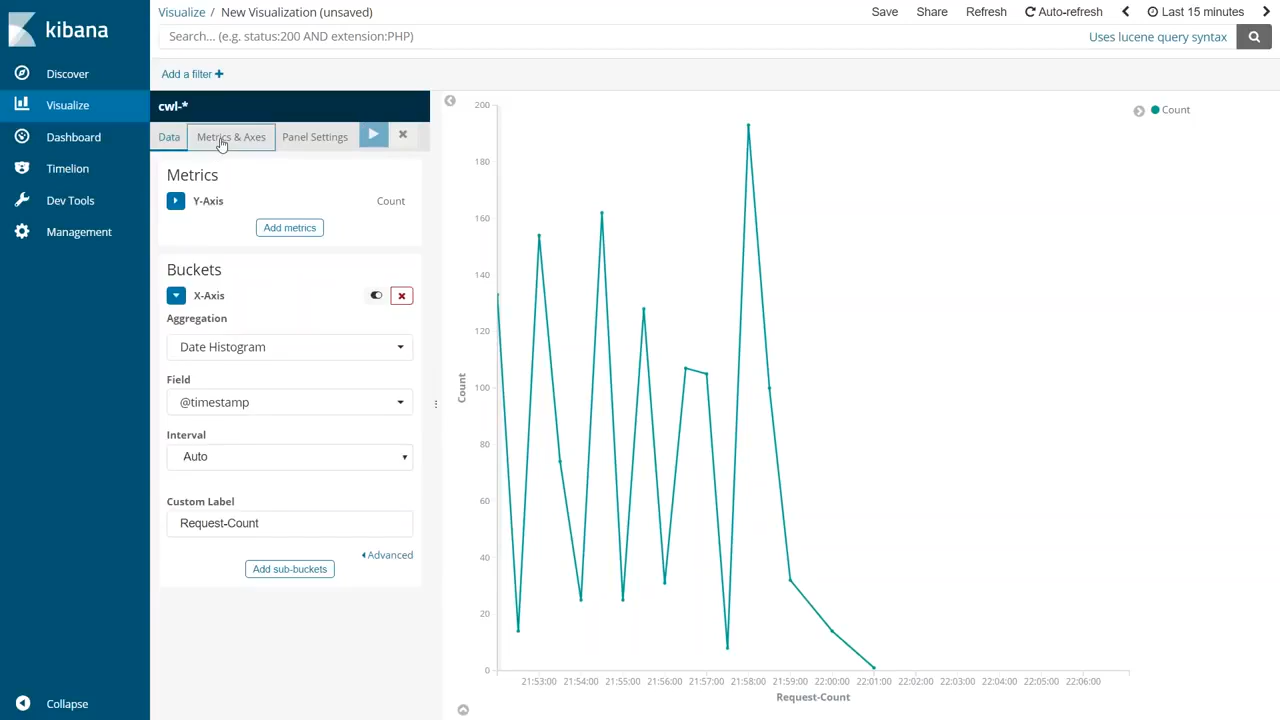 kibana
Discover
Visualize
Dashboard
Timelion
Dev Tools
Management
Collapse
Visualize / New Visualization (unsaved)
Save Share Refresh Auto-refresh Last 15 minutes
Search... (e.g. status:200 AND extension:PHP)
Uses lucene query syntax
Add a filter +
cwl-*
Data Metrics & Axes Panel Settings
Metrics
Y-Axis Count
Add metrics
Buckets
X-Axis
Aggregation
Date Histogram
Field
@timestamp
Interval
Auto
Custom Label
Request-Count
Advanced
Add sub-buckets
Count
200
180
160
140
120
100
80
60
40
20
0
Count
21:53:00 21:54:00 21:55:00 21:56:00 21:57:00 21:58:00 21:59:00 22:00:00 22:01:00 22:02:00 22:03:00 22:04:00 22:05:00 22:06:00
Request-Count